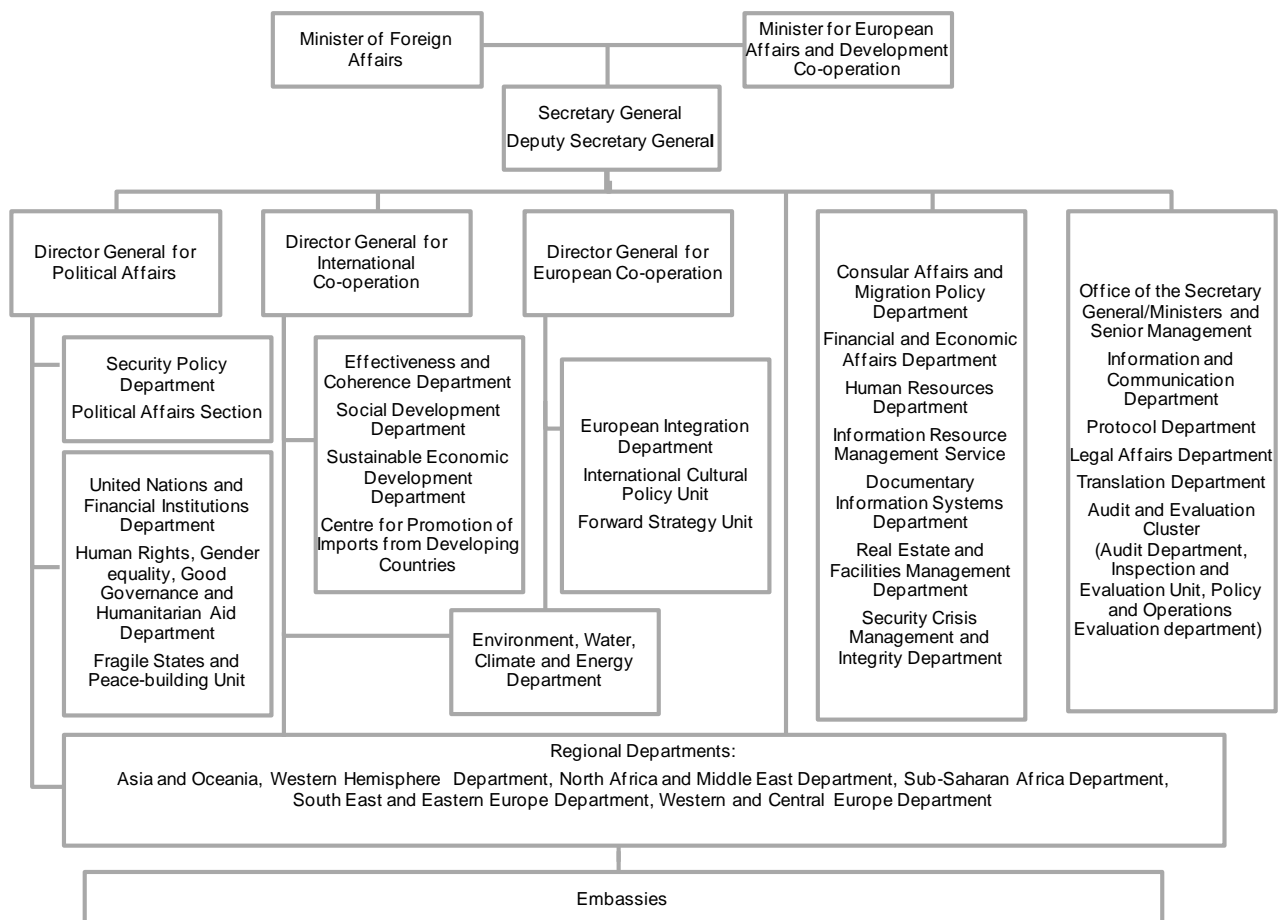 Minister of Foreign
Affairs
Minister for European
Affairs and Development
Co-operation
Secretary General
Deputy Secretary General
Director General for
Political Affairs
Director General for
International
Co-operation
Director General for
European Co-operation
Consular Affairs and
Migration Policy
Department
Financial and Economic
Affairs Department
Human Resources
Department
Information Resource
Management Service
Documentary
Information Systems
Department
Real Estate and
Facilities Management
Department
Security Crisis
Management and
Integrity Department
Office of the Secretary
General/Ministers and
Senior Management
Information and
Communication
Department
Protocol Department
Legal Affairs Department
Translation Department
Audit and Evaluation
Cluster
(Audit Department,
Inspection and
Evaluation Unit, Policy
and Operations
Evaluation department)
Security Policy
Department
Political Affairs Section
Effectiveness and
Coherence Department
Social Development
Department
Sustainable Economic
Development
Department
Centre for Promotion of
Imports from Developing
Countries
European Integration
Department
International Cultural
Policy Unit
Forward Strategy Unit
United Nations and
Financial Institutions
Department
Human Rights, Gender
equality, Good
Governance and
Humanitarian Aid
Department
Fragile States and
Peace-building Unit
Environment, Water,
Climate and Energy
Department
Regional Departments:
Asia and Oceania, Western Hemisphere Department, North Africa and Middle East Department, Sub-Saharan Africa Department,
South East and Eastern Europe Department, Western and Central Europe Department
Embassies